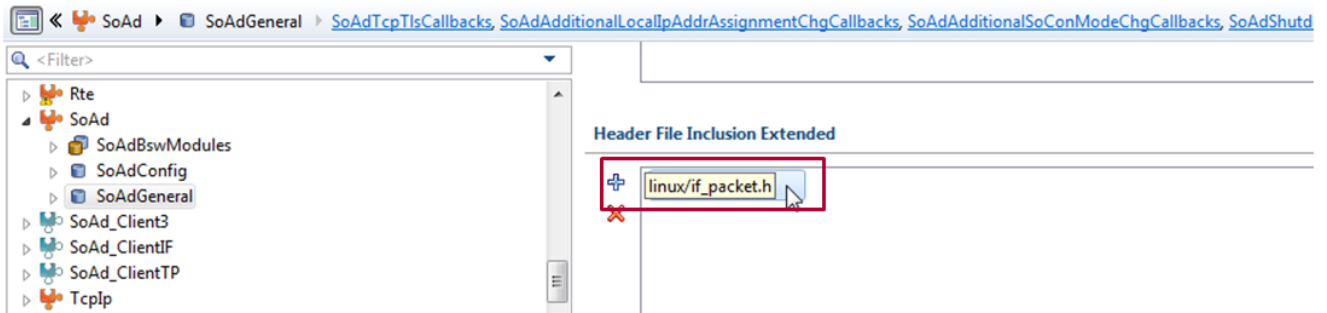 SoAd SoAdGeneral SoAdTcpTlsCallbacks, SoAdAdditionalLocalIpAddrAssignmentChgCallbacks, SoAdAdditionalSoConModeChgCallbacks, SoAdShutd
<Filter>
Rte
SoAd
SoAdBswModules
SoAdConfig
SoAdGeneral
SoAd_Client3
SoAd_ClientIF
SoAd_ClientTP
TcpIp
Header File Inclusion Extended
linux/if_packet.h